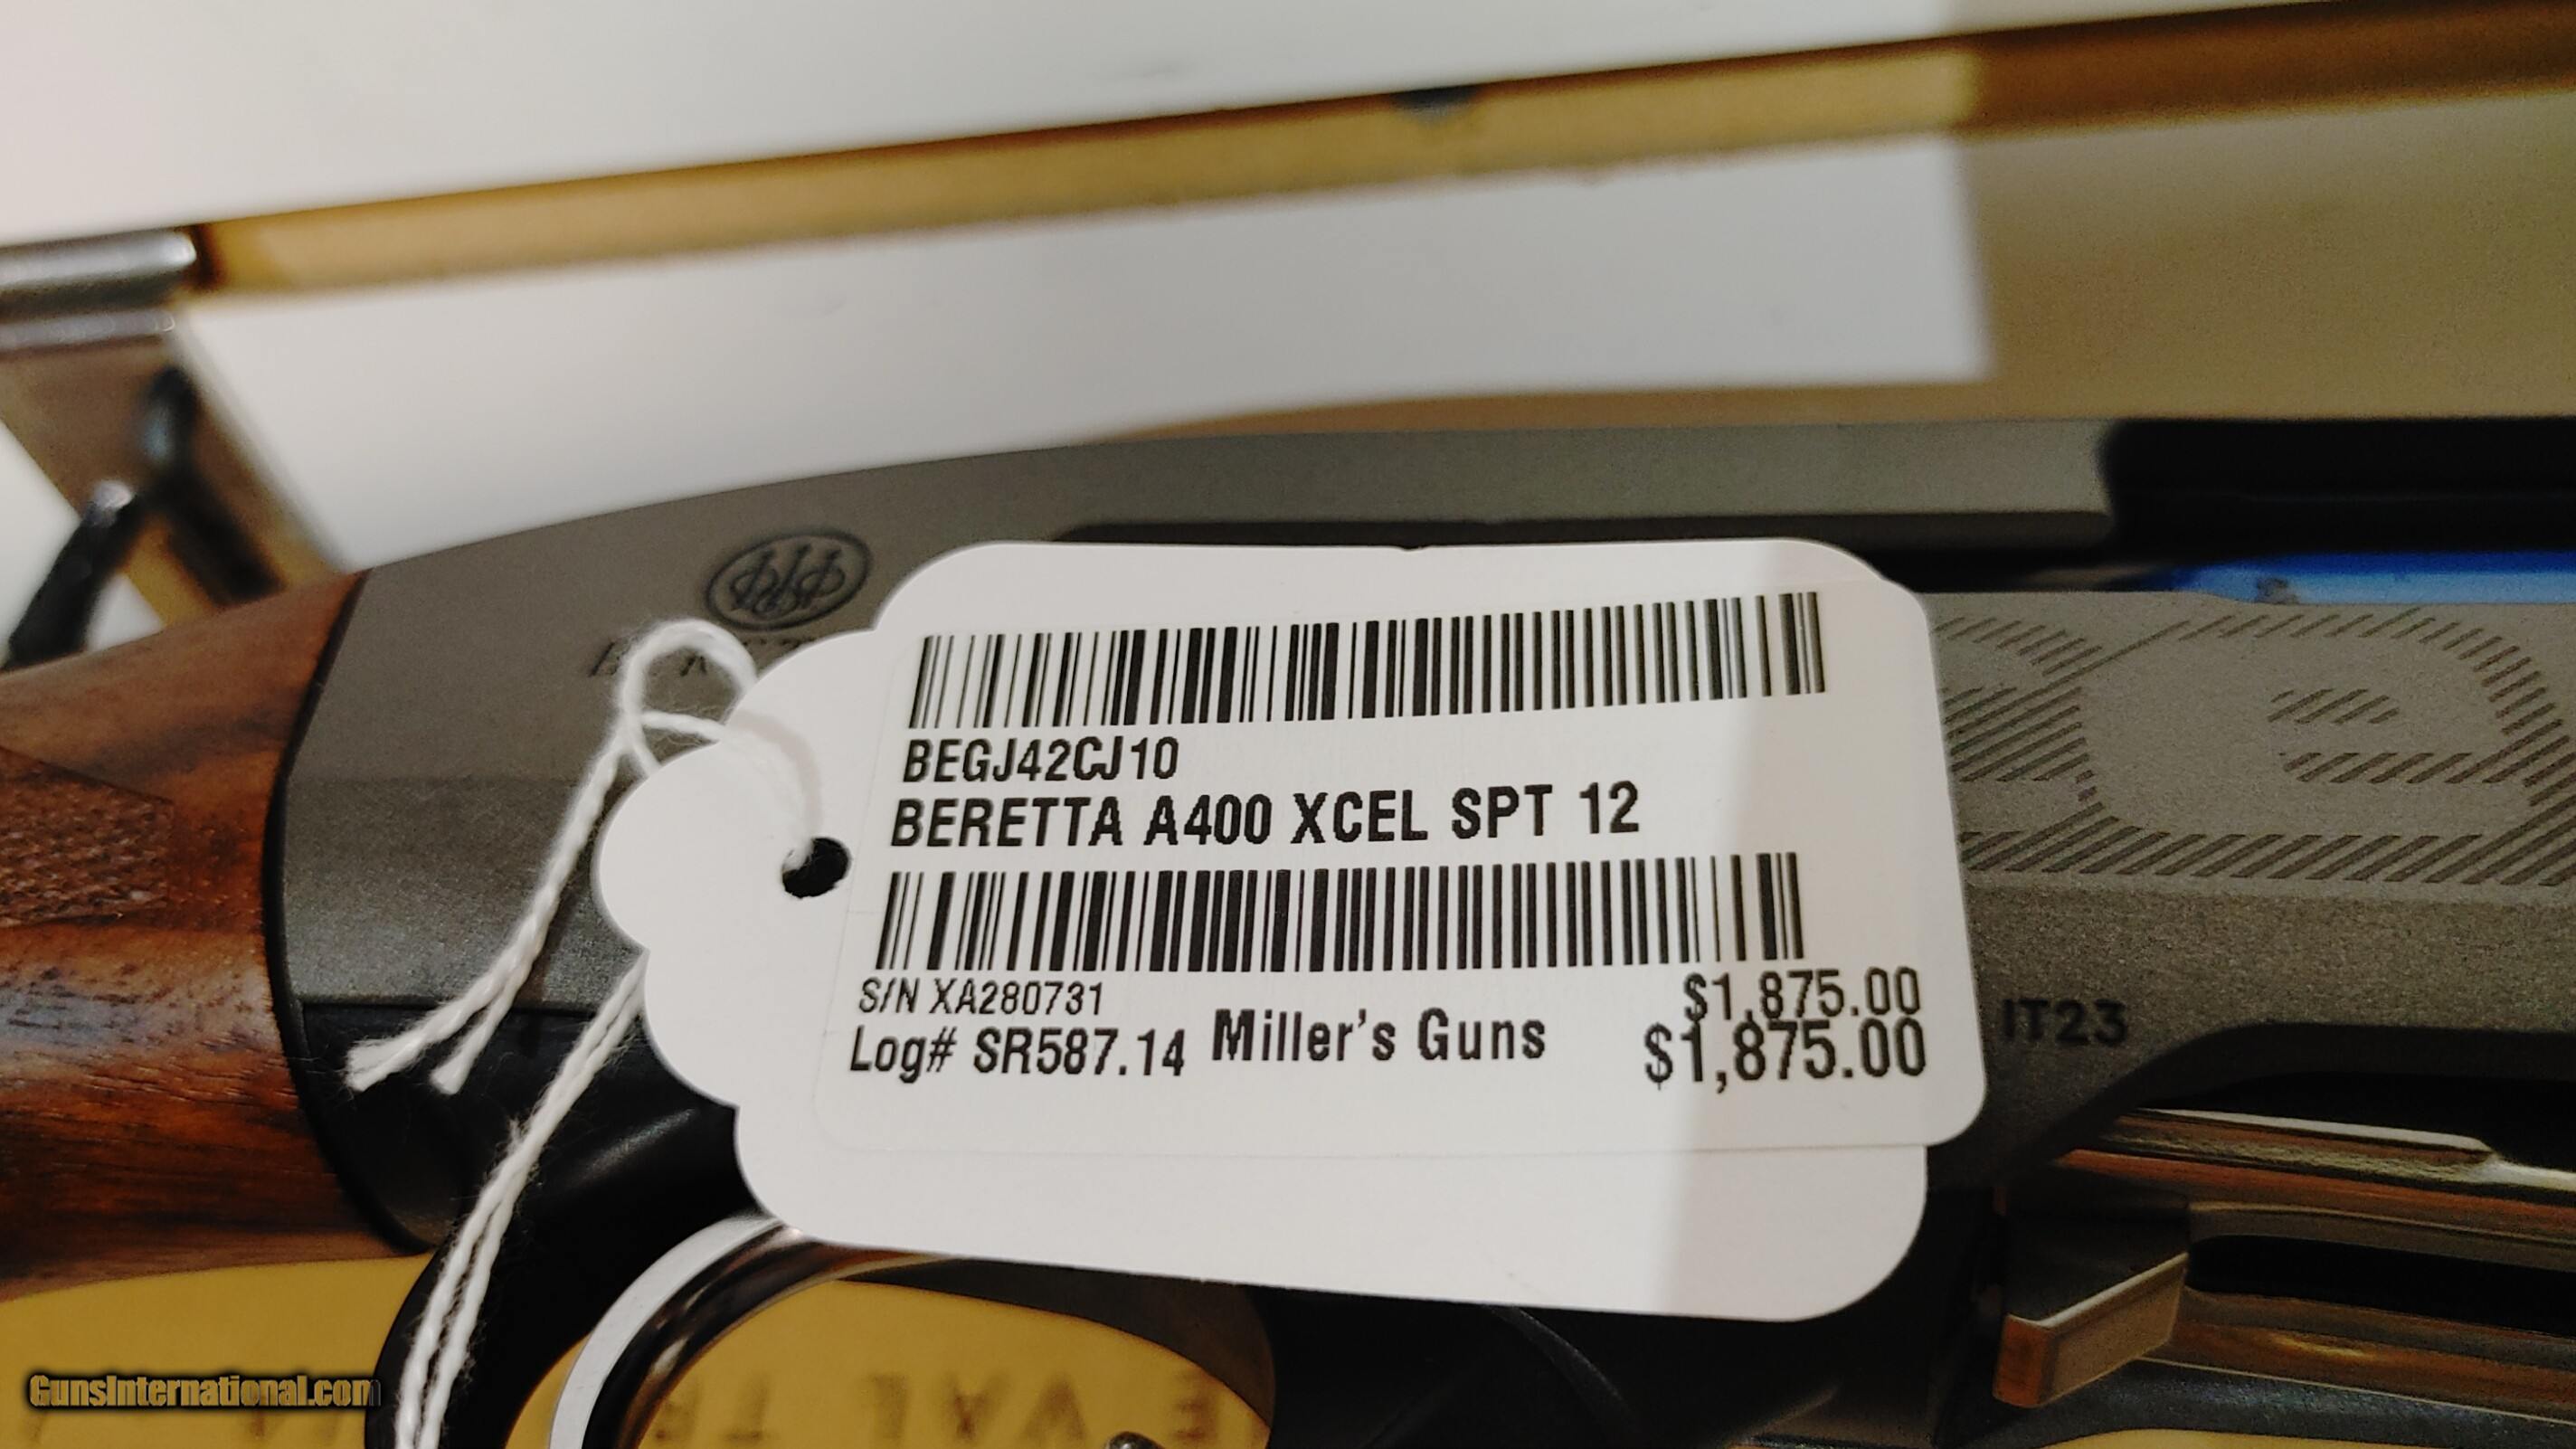 BEGJ42CJ10
BERETTA A400 XCEL SPT 12
S/N XA280731
$1,875.00
Log# SR587.14 Miller's Guns
$1,875.00
IT23
GunsInternational.com